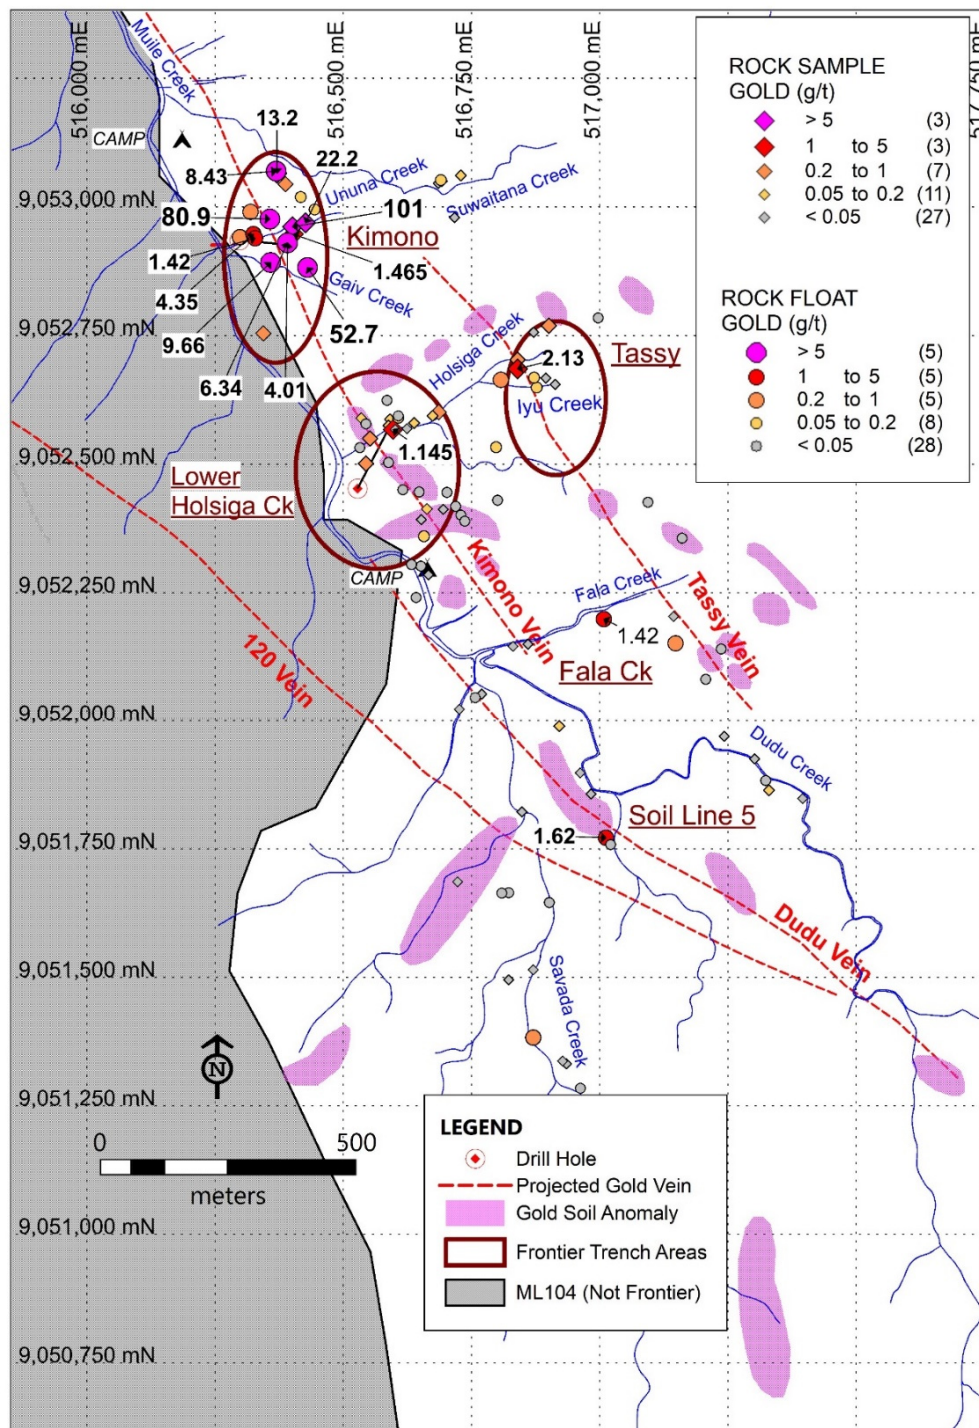 516,000 mE
516,500 mE
516,750 mE
517,000 mE
ROCK SAMPLE
GOLD (g/t)
> 5 (3)
1 to 5 (3)
0.2 to 1 (7)
0.05 to 0.2 (11)
< 0.05 (27)
ROCK FLOAT
GOLD (g/t)
> 5 (5)
1 to 5 (5)
0.2 to 1 (5)
0.05 to 0.2 (8)
< 0.05 (28)
Muile Creek
CAMP
13.2
8.43
22.2
Ununa Creek
Suwaitana Creek
9,053,000 mN
80.9
101
Kimono
1.42
1.465
4.35
Gaiv Creek
9.66
52.7
9,052,750 mN
6.34
4.01
Holsiga Creek
Tassy
2.13
Iyu Creek
1.145
9,052,500 mN
Lower
Holsiga Ck
CAMP
Kimono Vein
Tassy Vein
9,052,250 mN
Fala Creek
1.42
120 Vein
Fala Ck
9,052,000 mN
Dudu Creek
Soil Line 5
1.62
9,051,750 mN
Dudu Vein
9,051,500 mN
Savada Creek
N
9,051,250 mN
0 500
meters
LEGEND
Drill Hole
Projected Gold Vein
Gold Soil Anomaly
Frontier Trench Areas
ML104 (Not Frontier)
9,051,000 mN
9,050,750 mN